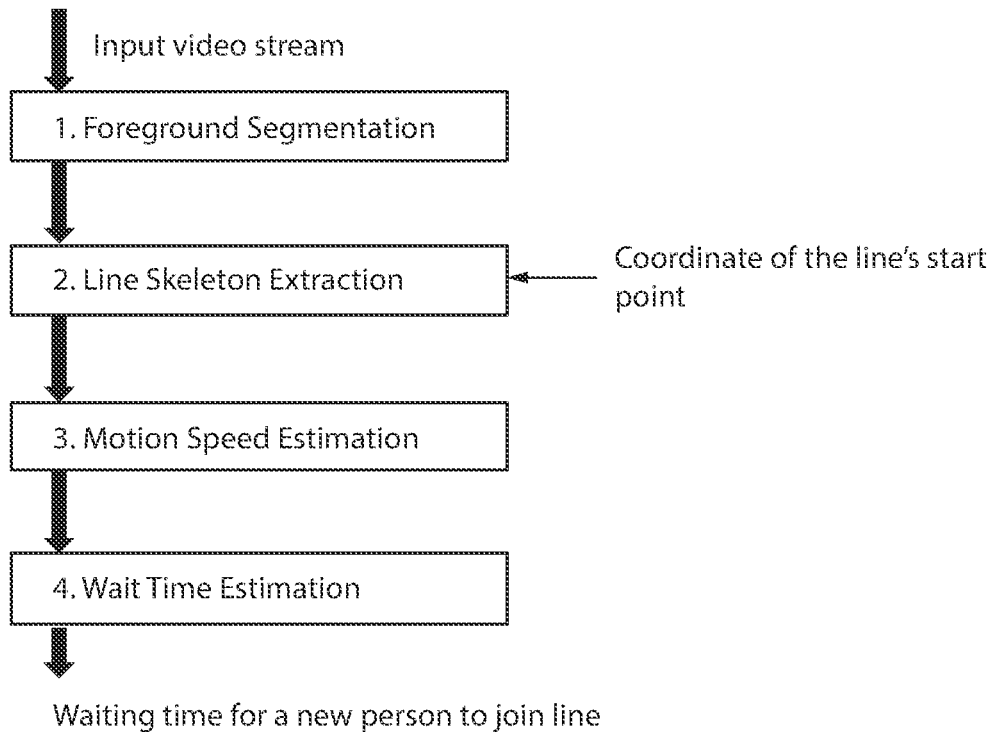 Input video stream
1. Foreground Segmentation
2. Line Skeleton Extraction
Coordinate of the line's start
point
3. Motion Speed Estimation
4. Wait Time Estimation
Waiting time for a new person to join line